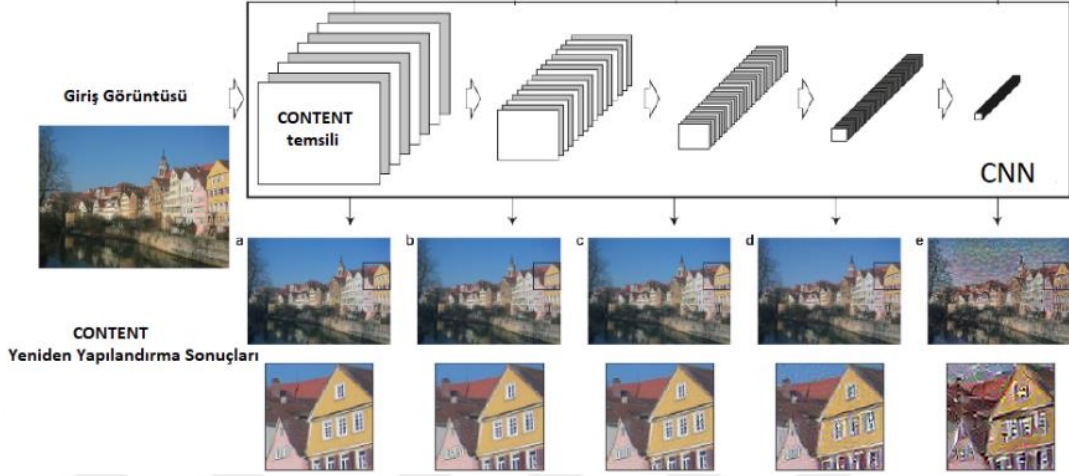 Giriş Görüntüsü
CONTENT
temsili
CNN
a
b
c
d
e
CONTENT
Yeniden Yapılandırma Sonuçları